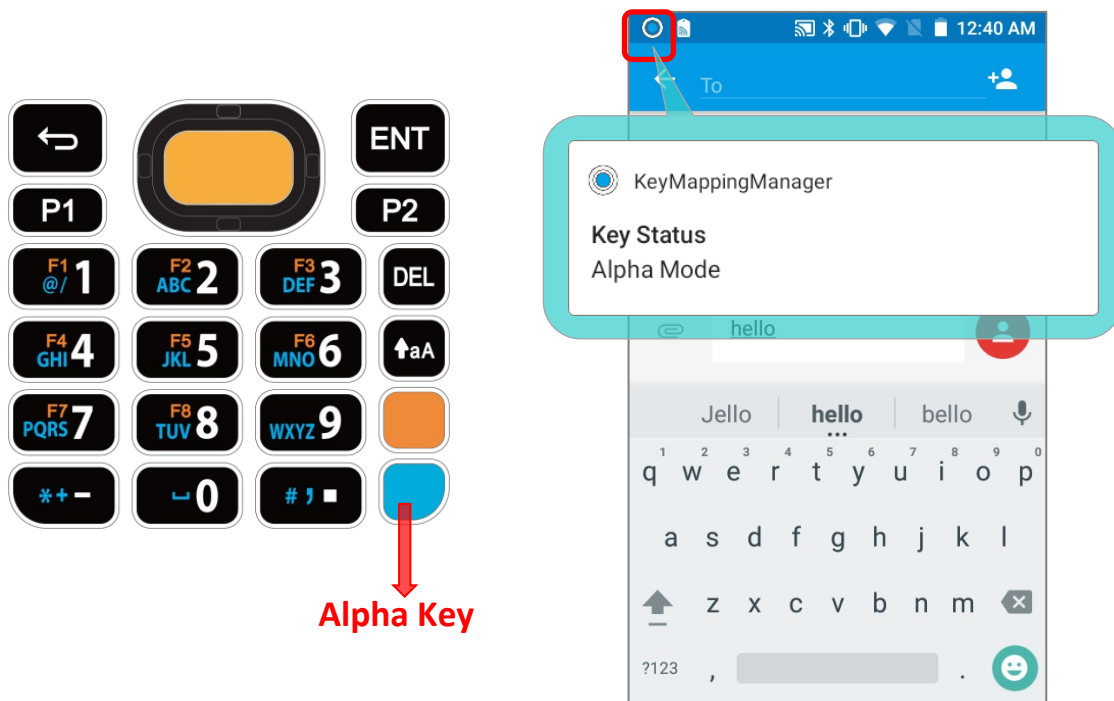 ENT
P1
P2
F1
@/ 1
F2
ABC 2
F3
DEF 3
DEL
F4
GHI 4
F5
JKL 5
F6
MNO 6
aA
F7
PQRS 7
F8
TUV 8
WXYZ 9
*+-
0
# , .
Alpha Key
12:40 AM
To
KeyMappingManager
Key Status
Alpha Mode
hello
Jello hello bello
1 2 3 4 5 6 7 8 9 0
q w e r t y u i o p
a s d f g h j k l
z x c v b n m
?123 , .